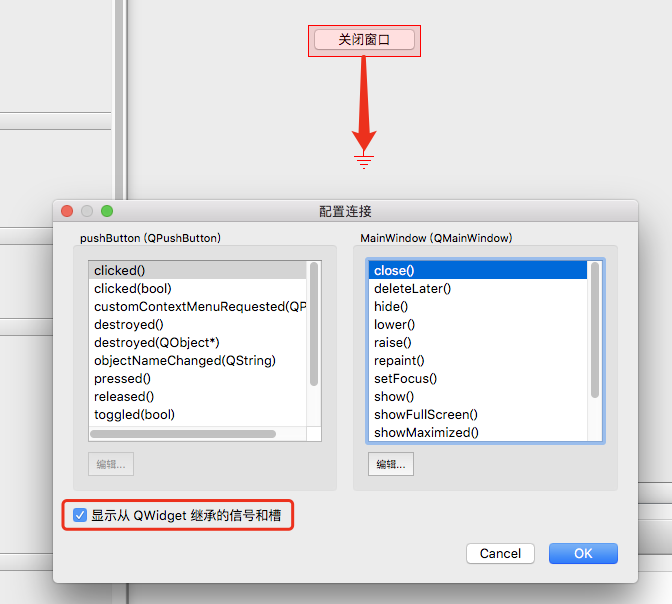 关闭窗口
配置连接
pushButton (QPushButton)
clicked()
clicked(bool)
customContextMenuRequested(QP
destroyed()
destroyed(QObject*)
objectNameChanged(QString)
pressed()
released()
toggled(bool)
编辑...
MainWindow (QMainWindow)
close()
deleteLater()
hide()
lower()
raise()
repaint()
setFocus()
show()
showFullScreen()
showMaximized()
编辑...
显示从 QWidget 继承的信号和槽
Cancel
OK